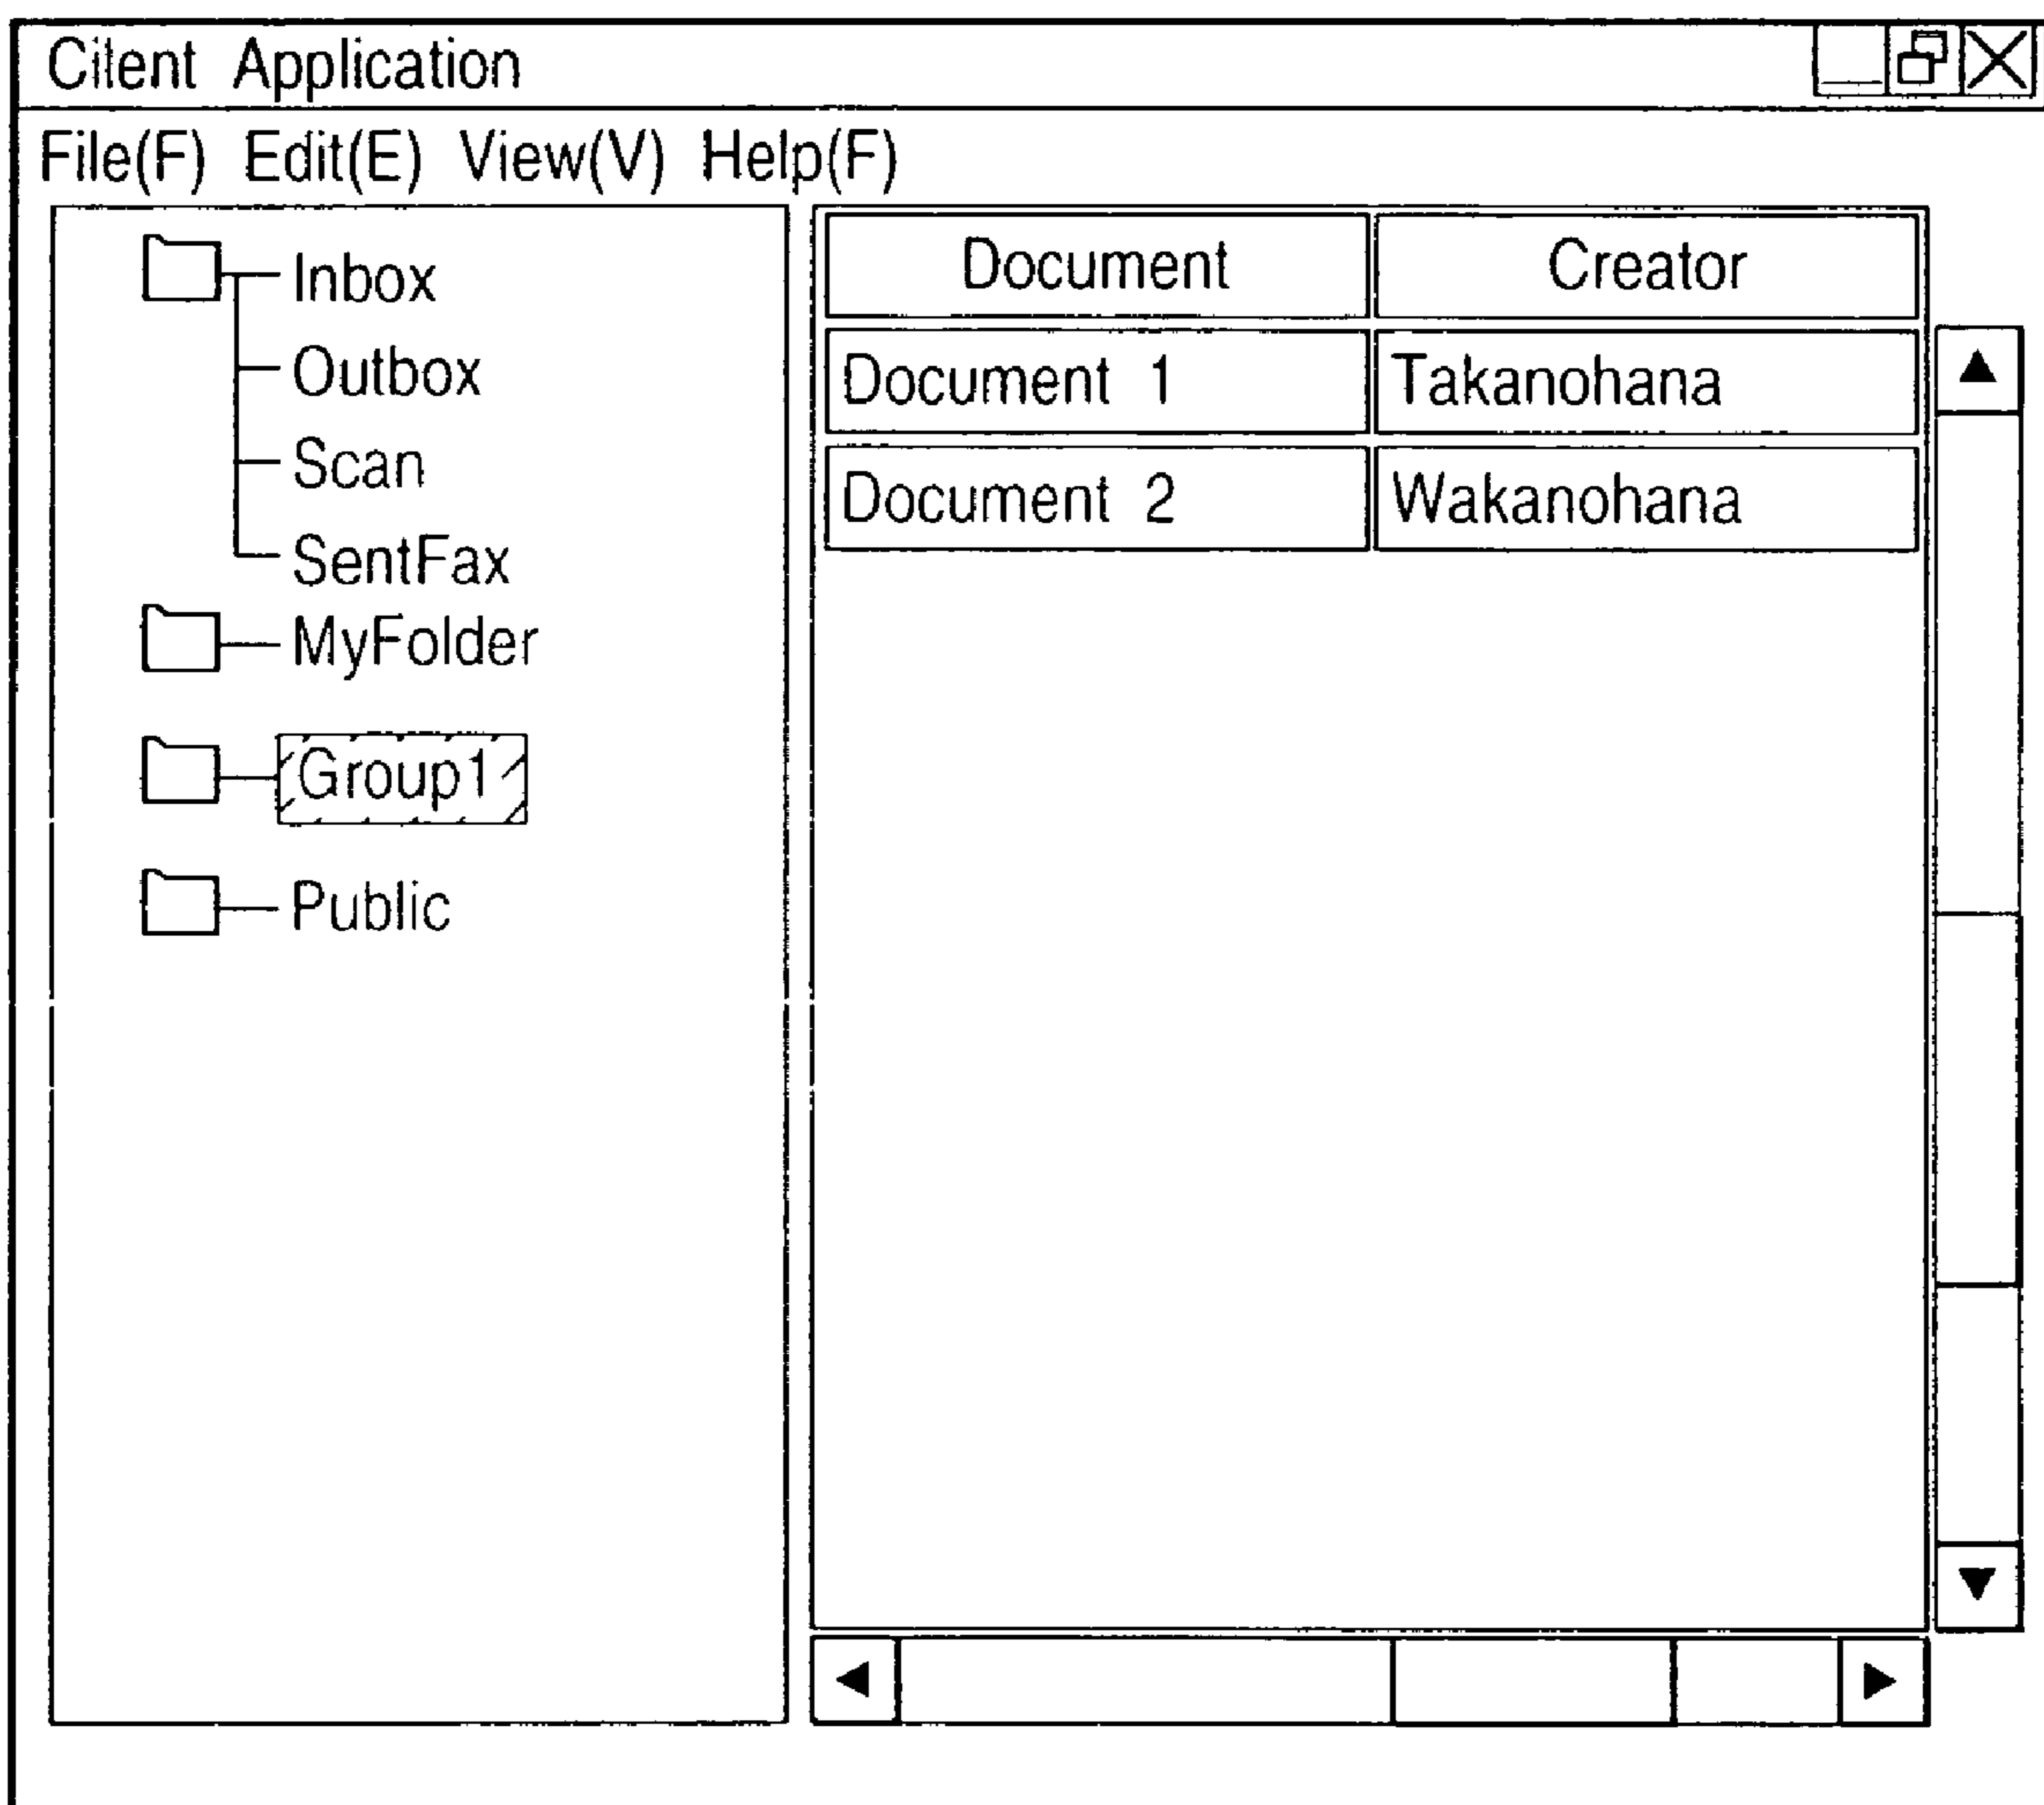 Cilent Application
File(F) Edit(E) View(V) Help(F)
Inbox
Outbox
Scan
SentFax
MyFolder
Group1
Public
Document Creator
Document 1 Takanohana
Document 2 Wakanohana